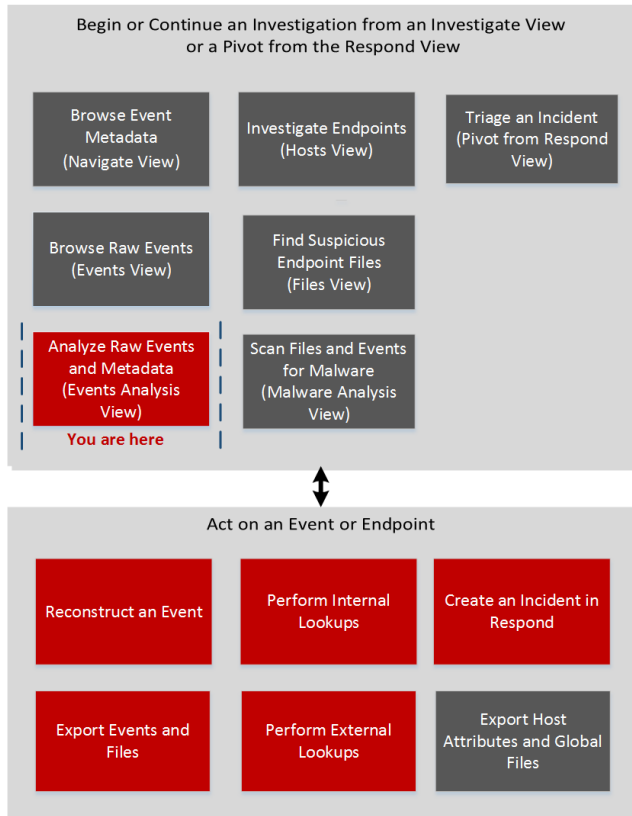 Begin or Continue an Investigation from an Investigate View
or a Pivot from the Respond View
Browse Event
Metadata
(Navigate View)
Investigate Endpoints
(Hosts View)
Triage an Incident
(Pivot from Respond
View)
Browse Raw Events
(Events View)
Find Suspicious
Endpoint Files
(Files View)
Analyze Raw Events
and Metadata
(Events Analysis
View)
Scan Files and Events
for Malware
(Malware Analysis
View)
You are here
Act on an Event or Endpoint
Reconstruct an Event
Perform Internal
Lookups
Create an Incident in
Respond
Export Events and
Files
Perform External
Lookups
Export Host
Attributes and Global
Files